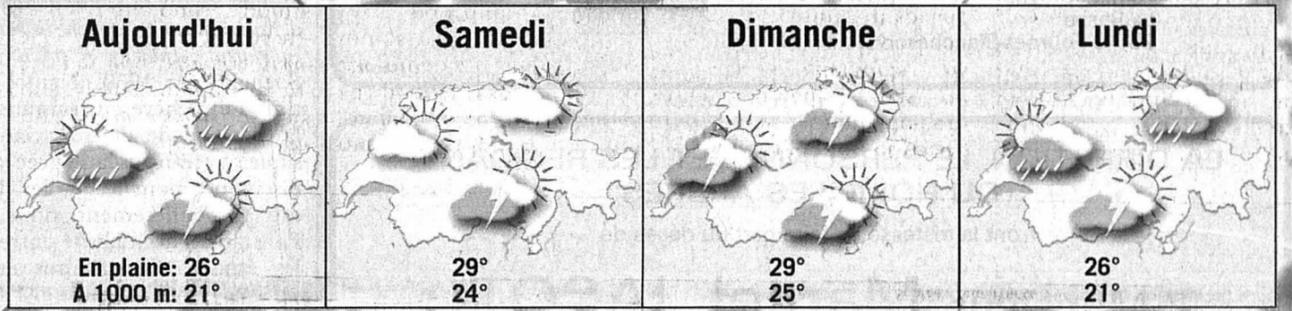 Aujourd'hui
En plaine: 26°
A 1000 m: 21°
Samedi
29°
24°
Dimanche
29°
25°
Lundi
26°
21°